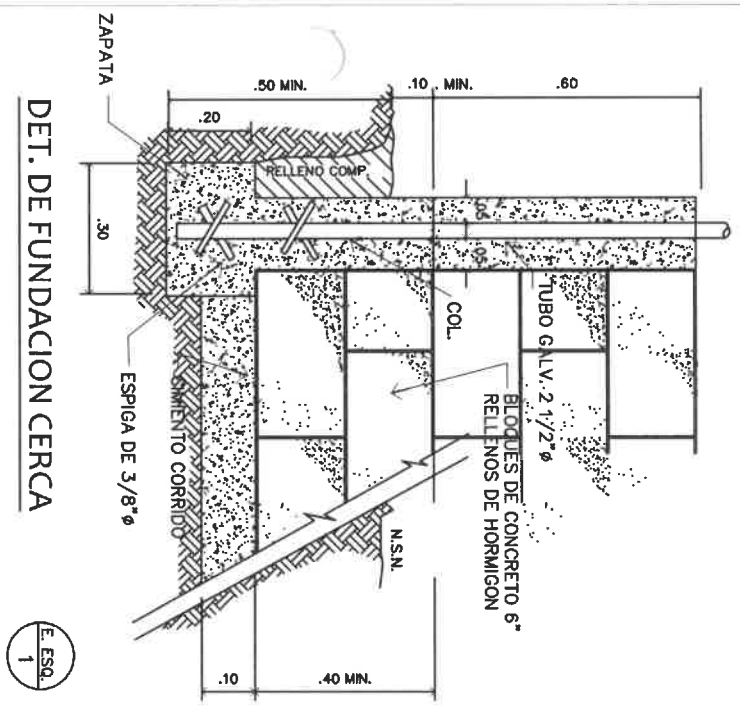 ZAPATA
.50 MIN.
.10 . MIN.
.60
.20
.30
RELLENO COMP.
.05
.05
COL.
TUBO GALV. 2 1/2"ø
BLOQUES DE CONCRETO 6"
RELLENOS DE HORMIGON
N.S.N.
CIMIENTO CORRIDO
ESPIGA DE 3/8"ø
.10
.40 MIN.
DET. DE FUNDACION CERCA
E. ESQ.
1